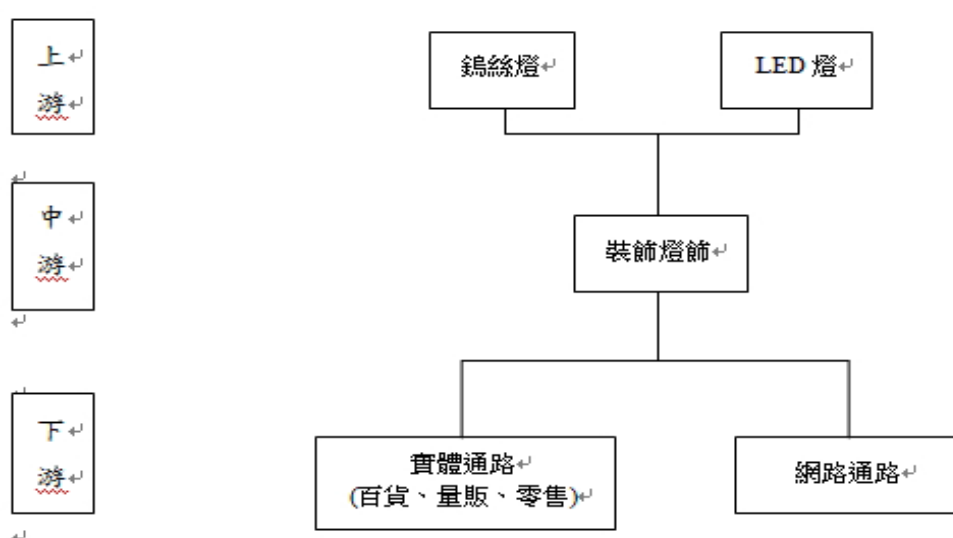 上
游
鎢絲燈
LED 燈
中
游
裝飾燈飾
下
游
實體通路
(百貨、量販、零售)
網路通路